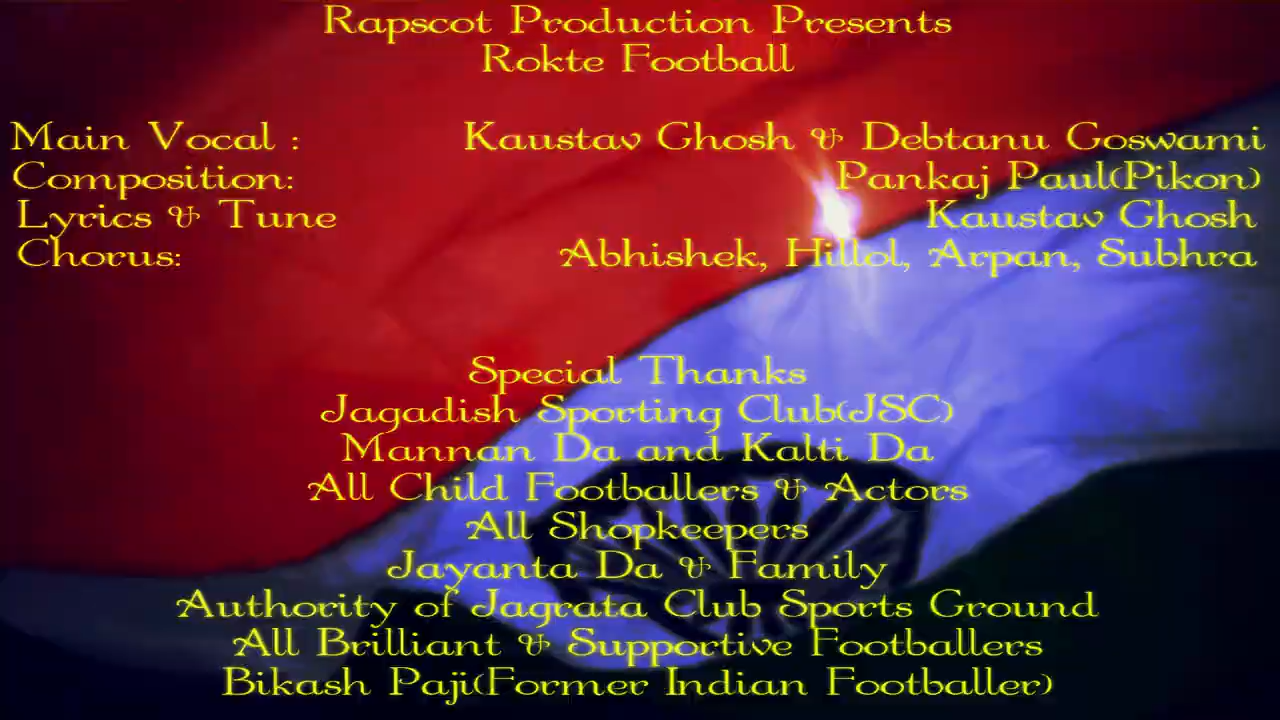 Rapscot Production Presents
Rokte Football
Main Vocal : Kaustav Ghosh & Debtanu Goswami
Composition: Pankaj Paul(Pikon)
Lyrics & Tune Kaustav Ghosh
Chorus: Abhishek, Hillol, Arpan, Subhra
Special Thanks
Jagadish Sporting Club(JSC)
Mannan Da and Kalti Da
All Child Footballers & Actors
All Shopkeepers
Jayanta Da & Family
Authority of Jagrata Club Sports Ground
All Brilliant & Supportive Footballers
Bikash Paji(Former Indian Footballer)